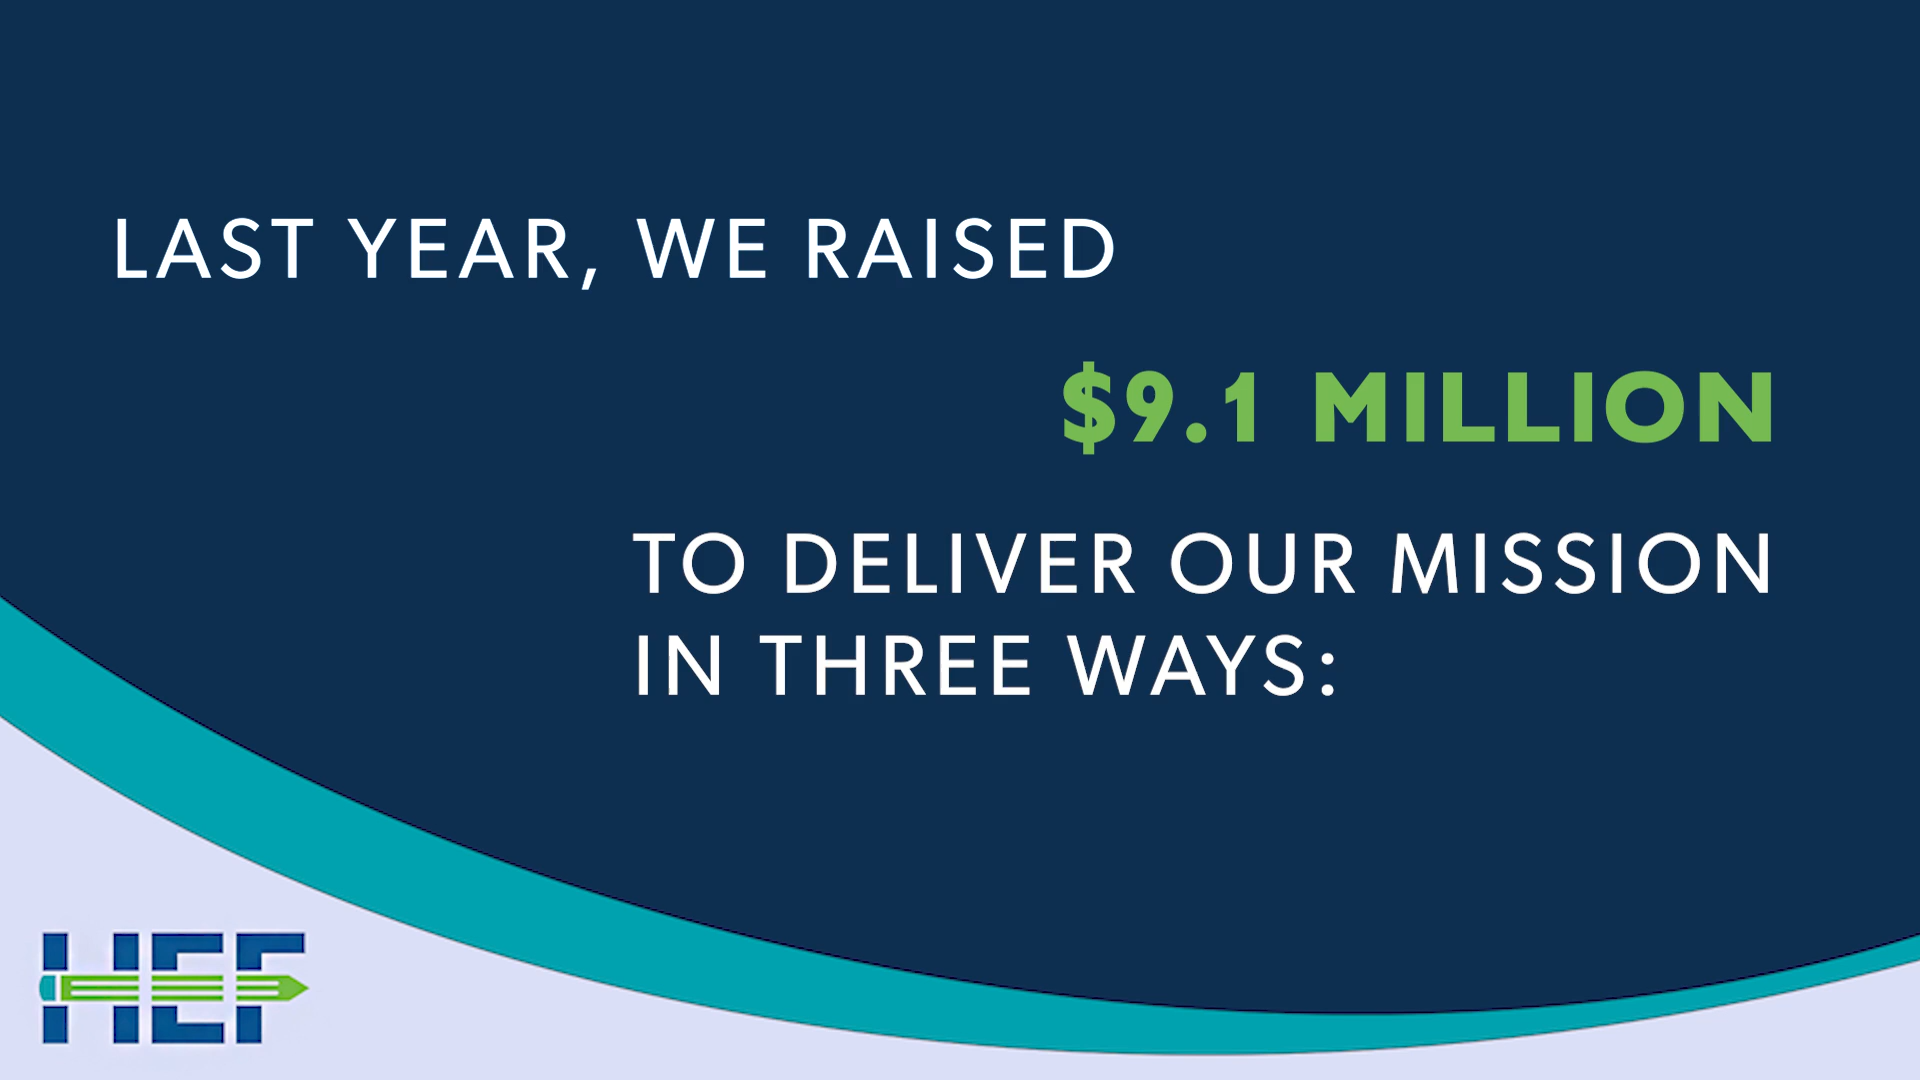 LAST YEAR, WE RAISED
$9.1 MILLION
TO DELIVER OUR MISSION
IN THREE WAYS:
HEF